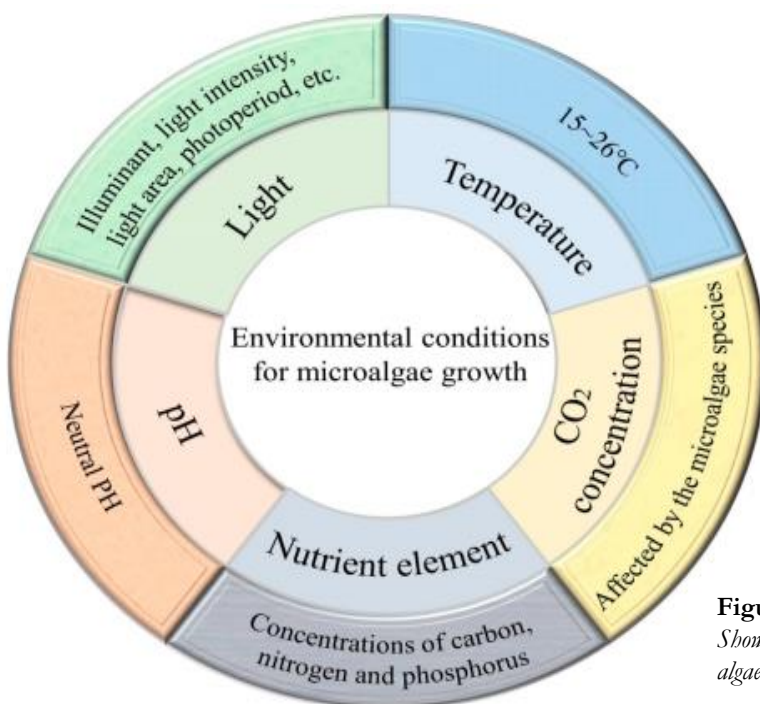 Illuminant, light intensity,
light area, photoperiod, etc.
Light
15~26℃
Temperature
Environmental conditions
for microalgae growth
Affected by the microalgae species
CO₂
concentration
pH
Neutral PH
Nutrient element
Concentrations of carbon,
nitrogen and phosphorus
algae